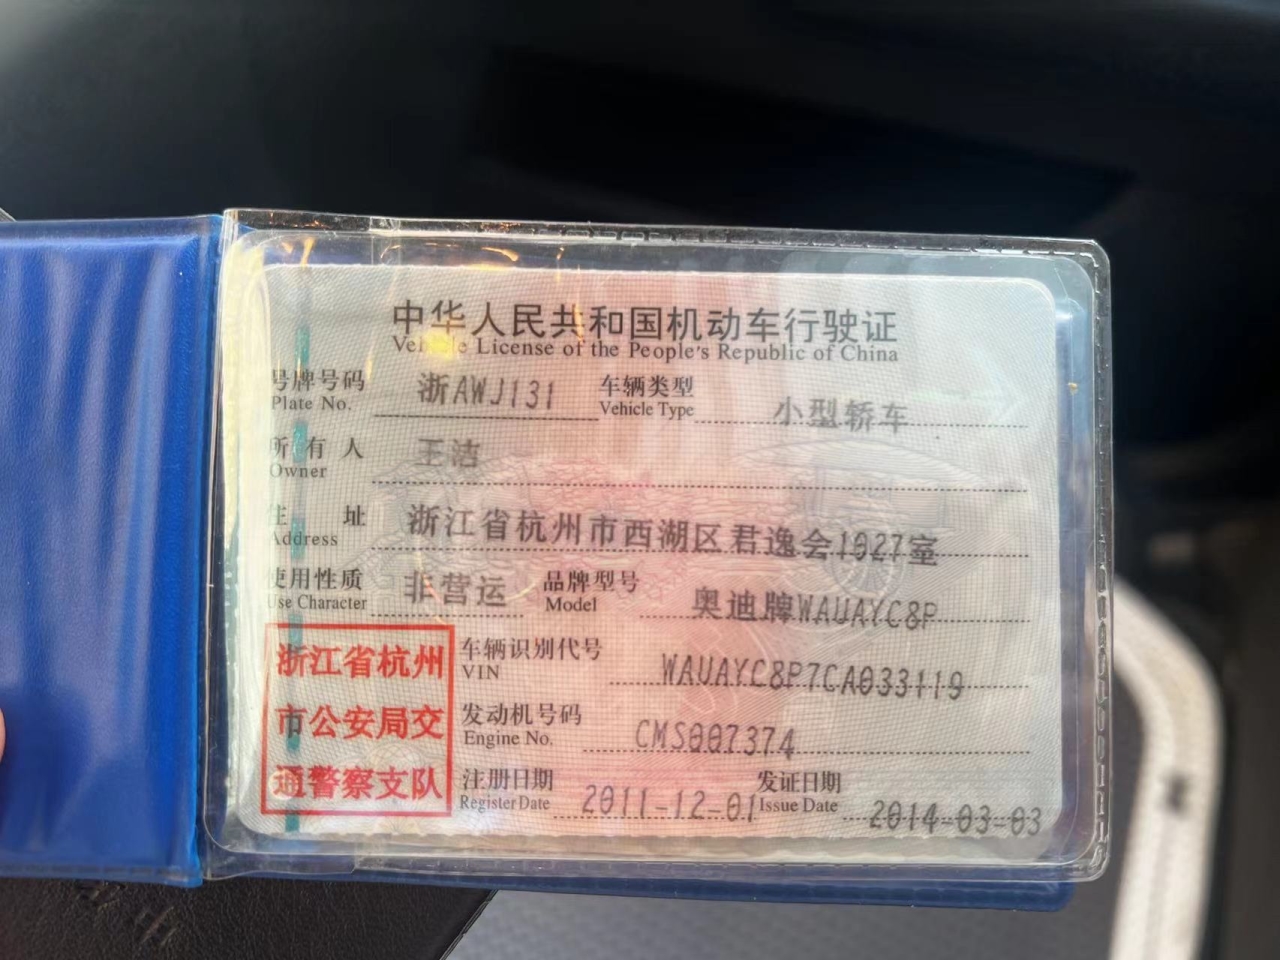 中华人民共和国机动车行驶证
Vehicle License of the People's Republic of China
号牌号码 浙AWJ131 车辆类型 小型轿车
Plate No. Vehicle Type
所有人 王洁
Owner
住址 浙江省杭州市西湖区君逸会1027室
Address
使用性质 非营运 品牌型号 奥迪牌WAUAYC8P
Use Character Model
浙江省杭州
市公安局交
通警察支队
车辆识别代号 WAUAYC8P7CA033119
VIN
发动机号码 CMS007374
Engine No.
注册日期 2011-12-01 发证日期 2014-03-03
Register Date Issue Date